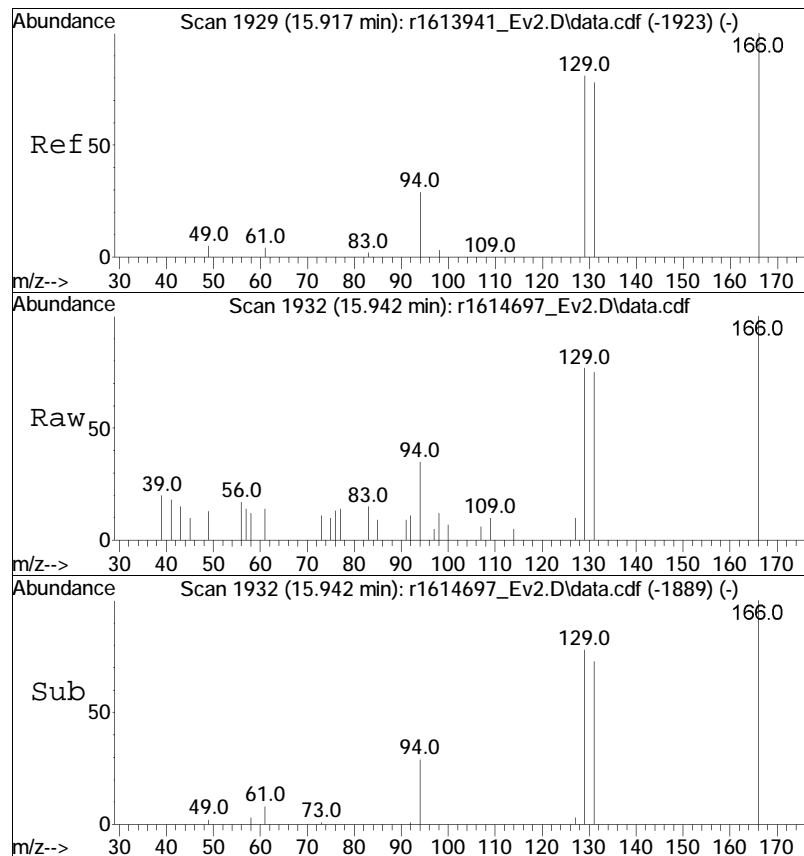 Abundance Scan 1929 (15.917 min): r1613941_Ev2.D\data.cdf (-1923) (-)
166.0
129.0
Ref 50
94.0
49.0 61.0 83.0 109.0
0
m/z--> 30 40 50 60 70 80 90 100 110 120 130 140 150 160 170
Abundance Scan 1932 (15.942 min): r1614697_Ev2.D\data.cdf
166.0
129.0
Raw 50
94.0
39.0 56.0 83.0 109.0
0
m/z--> 30 40 50 60 70 80 90 100 110 120 130 140 150 160 170
Abundance Scan 1932 (15.942 min): r1614697_Ev2.D\data.cdf (-1889) (-)
166.0
129.0
Sub 50
94.0
49.0 61.0 73.0
0
m/z--> 30 40 50 60 70 80 90 100 110 120 130 140 150 160 170